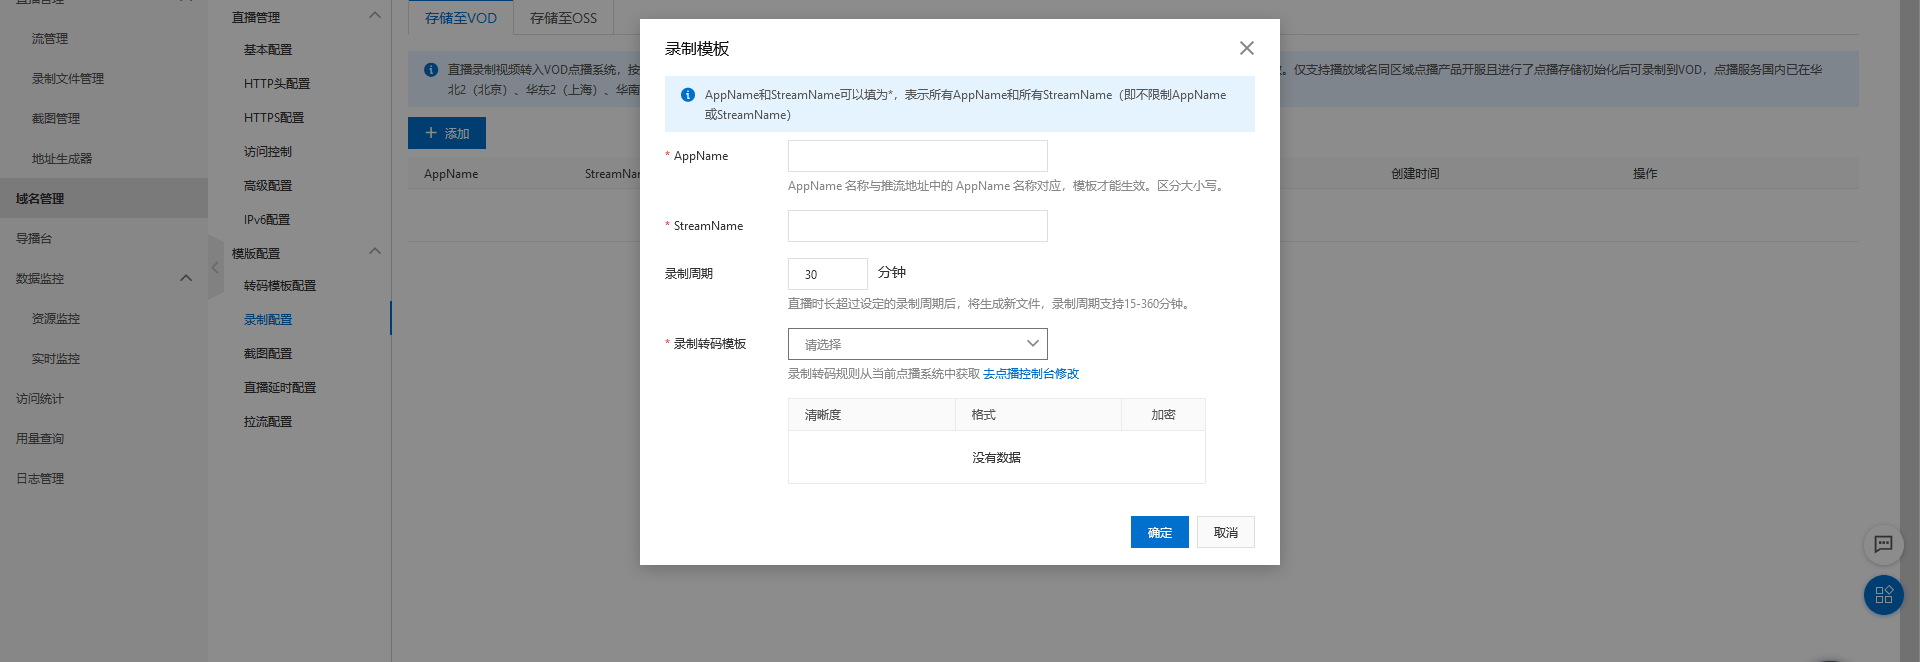 直播管理
流管理
录制文件管理
截图管理
地址生成器
域名管理
导播台
数据监控
资源监控
实时监控
访问统计
用量查询
日志管理
直播管理
基本配置
HTTP头配置
HTTPS配置
访问控制
高级配置
IPv6配置
模版配置
转码模板配置
录制配置
截图配置
直播延时配置
拉流配置
存储至VOD
存储至OSS
直播录制视频转入VOD点播系统，按
。仅支持播放域名同区域点播产品开服且进行了点播存储初始化后可录制到VOD，点播服务国内已在华
北2（北京）、华东2（上海）、华南
添加
AppName
StreamNar
创建时间
操作
录制模板
AppName和StreamName可以填为*，表示所有AppName和所有StreamName（即不限制AppName
或StreamName）
* AppName
AppName 名称与推流地址中的 AppName 名称对应，模板才能生效。区分大小写。
* StreamName
录制周期
30
分钟
直播时长超过设定的录制周期后，将生成新文件，录制周期支持15-360分钟。
* 录制转码模板
请选择
录制转码规则从当前点播系统中获取 去点播控制台修改
清晰度
格式
加密
没有数据
确定
取消